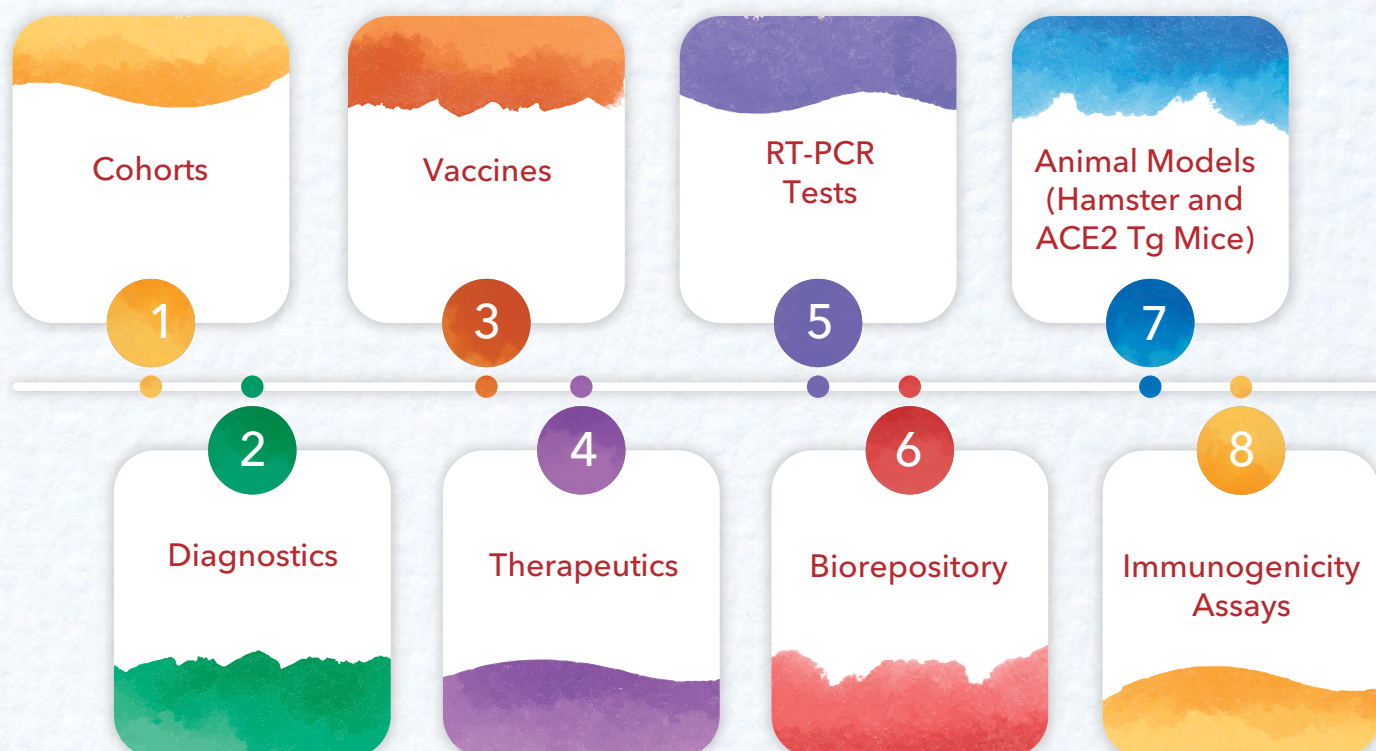 Cohorts
1
2
Diagnostics
Vaccines
3
4
Therapeutics
RT-PCR
Tests
5
6
Biorepository
Animal Models
(Hamster and
ACE2 Tg Mice)
7
8
Immunogenicity
Assays